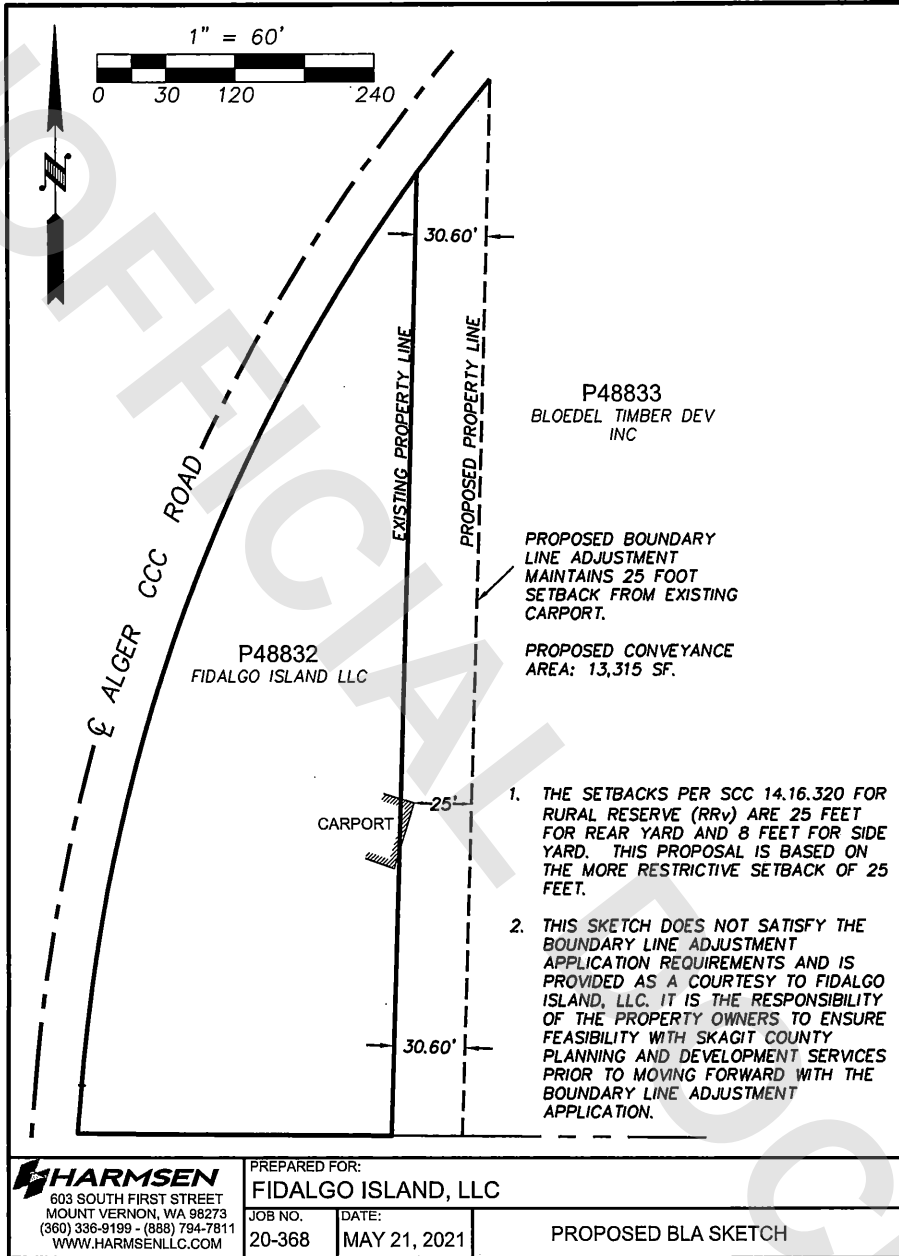 1" = 60'
0 30 120 240
N
30.60'
EXISTING PROPERTY LINE
PROPOSED PROPERTY LINE
P48833
BLOEDEL TIMBER DEV
INC
℄ ALGER CCC ROAD
PROPOSED BOUNDARY
LINE ADJUSTMENT
MAINTAINS 25 FOOT
SETBACK FROM EXISTING
CARPORT.
PROPOSED CONVEYANCE
AREA: 13,315 SF.
P48832
FIDALGO ISLAND LLC
25'
CARPORT
1. THE SETBACKS PER SCC 14.16.320 FOR
RURAL RESERVE (RRv) ARE 25 FEET
FOR REAR YARD AND 8 FEET FOR SIDE
YARD. THIS PROPOSAL IS BASED ON
THE MORE RESTRICTIVE SETBACK OF 25
FEET.
2. THIS SKETCH DOES NOT SATISFY THE
BOUNDARY LINE ADJUSTMENT
APPLICATION REQUIREMENTS AND IS
PROVIDED AS A COURTESY TO FIDALGO
ISLAND, LLC. IT IS THE RESPONSIBILITY
OF THE PROPERTY OWNERS TO ENSURE
FEASIBILITY WITH SKAGIT COUNTY
PLANNING AND DEVELOPMENT SERVICES
PRIOR TO MOVING FORWARD WITH THE
BOUNDARY LINE ADJUSTMENT
APPLICATION.
30.60'
HARMSEN
603 SOUTH FIRST STREET
MOUNT VERNON, WA 98273
(360) 336-9199 - (888) 794-7811
WWW.HARMSENLLC.COM
PREPARED FOR:
FIDALGO ISLAND, LLC
JOB NO.
20-368
DATE:
MAY 21, 2021
PROPOSED BLA SKETCH